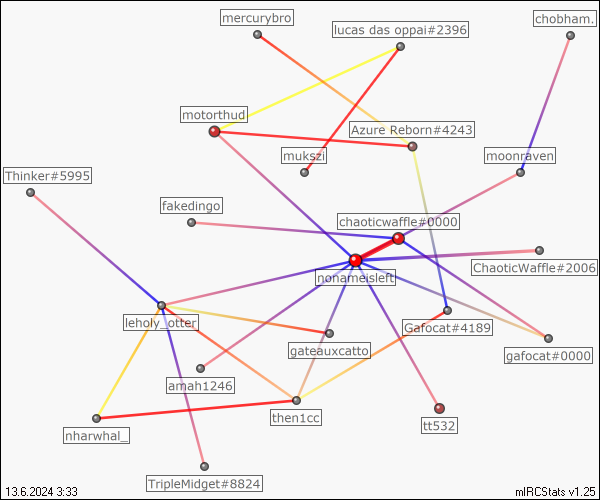 mercurybro
lucas das oppai#2396
chobham.
motorthud
Azure Reborn#4243
mukszi
moonraven
Thinker#5995
fakedingo
chaoticwaffle#0000
nonameisleft
ChaoticWaffle#2006
leholy_otter
Gafocat#4189
gateauxcatto
gafocat#0000
amah1246
then1cc
tt532
nharwhal_
TripleMidget#8824
13.6.2024 3:33
mIRCStats v1.25